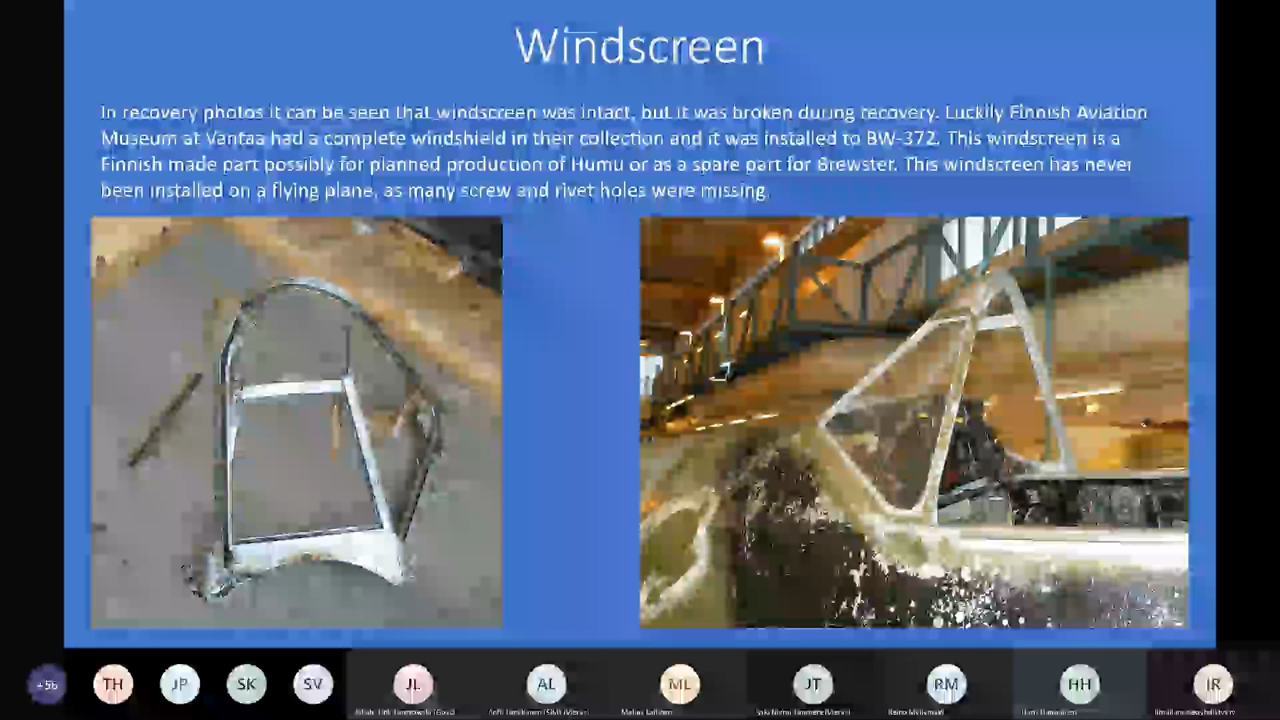 Windscreen
In recovery photos it can be seen that windscreen was intact, but it was broken during recovery. Luckily Finnish Aviation
Museum at Vantaa had a complete windshield in their collection and it was installed to BW-372. This windscreen is a
Finnish made part possibly for planned production of Humu or as a spare part for Brewster. This windscreen has never
been installed on a flying plane, as many screw and rivet holes were missing.
+56 TH JP SK SV JL AL ML JT RM HH IR